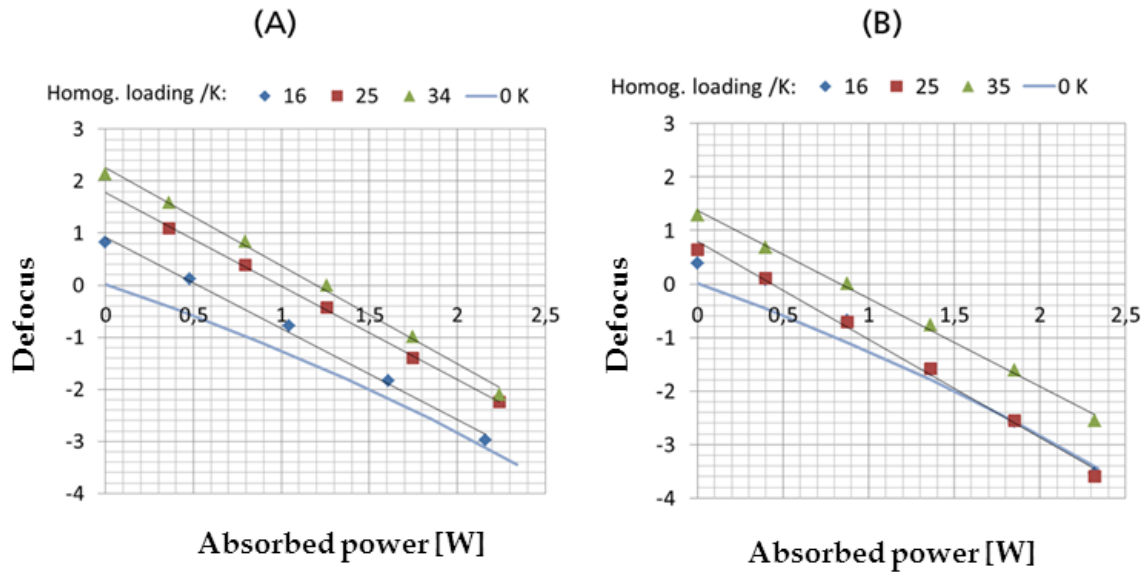 (A)
Homog. loading /K: 16 25 34 0 K
3
2
1
0
-1
-2
-3
-4
0 0,5 1 1,5 2 2,5
Defocus
Absorbed power [W]
(B)
Homog. loading /K: 16 25 35 0 K
3
2
1
0
-1
-2
-3
-4
0 0,5 1 1,5 2 2,5
Defocus
Absorbed power [W]